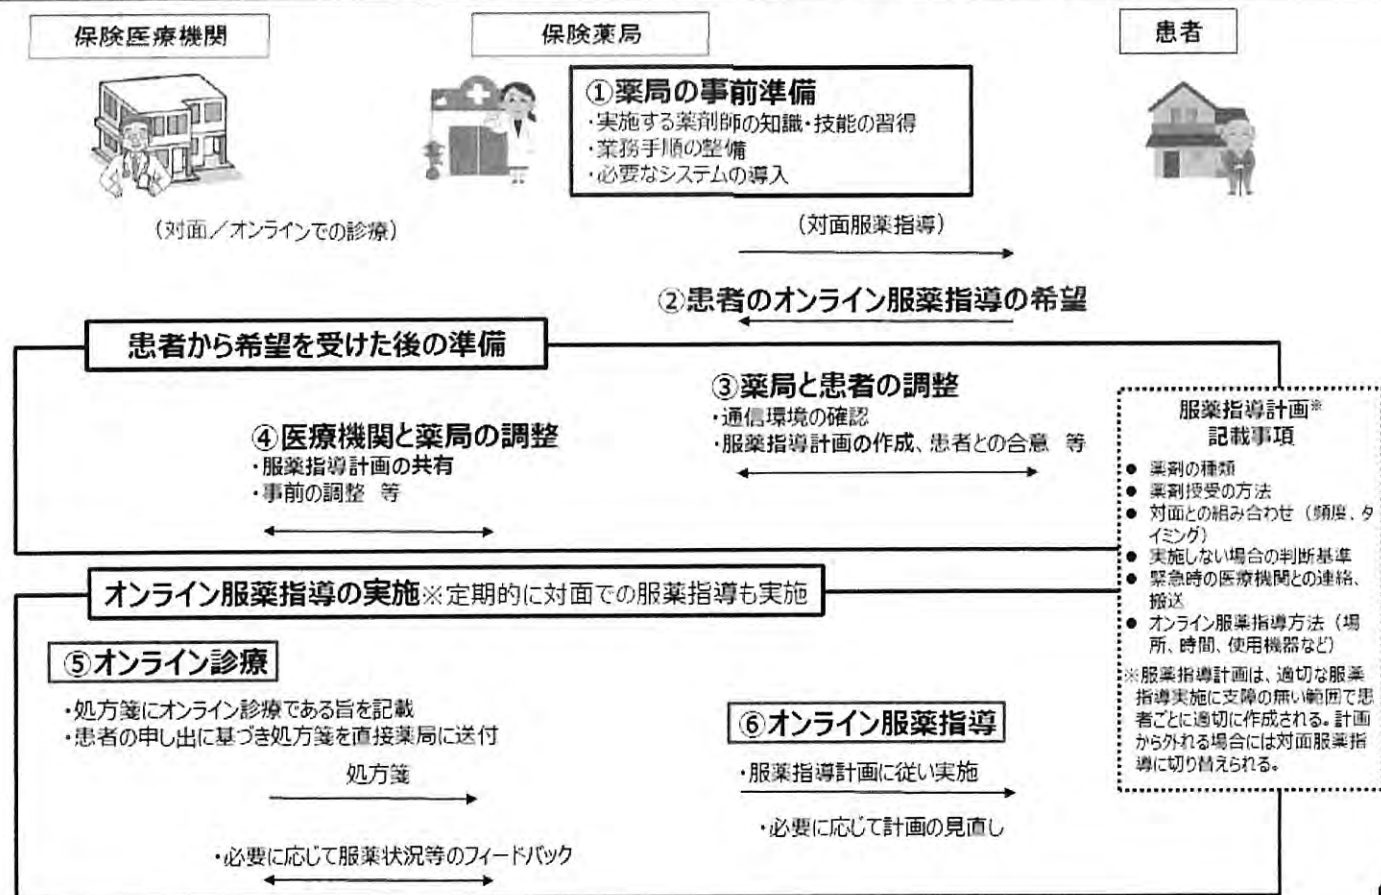 保険医療機関
保険薬局
患者
①薬局の事前準備
・実施する薬剤師の知識・技能の習得
・業務手順の整備
・必要なシステムの導入
（対面／オンラインでの診療）
（対面服薬指導）
②患者のオンライン服薬指導の希望
患者から希望を受けた後の準備
③薬局と患者の調整
・通信環境の確認
・服薬指導計画の作成、患者との合意 等
④医療機関と薬局の調整
・服薬指導計画の共有
・事前の調整 等
服薬指導計画※
記載事項
● 薬剤の種類
● 薬剤授受の方法
● 対面との組み合わせ（頻度、タ
イミング）
● 実施しない場合の判断基準
● 緊急時の医療機関との連絡、
搬送
● オンライン服薬指導方法（場
所、時間、使用機器など）
※服薬指導計画は、適切な服薬
指導実施に支障の無い範囲で患
者ごとに適切に作成される。計画
から外れる場合には対面服薬指
導に切り替えられる。
オンライン服薬指導の実施※定期的に対面での服薬指導も実施
⑤オンライン診療
・処方箋にオンライン診療である旨を記載
・患者の申し出に基づき処方箋を直接薬局に送付
処方箋
⑥オンライン服薬指導
・服薬指導計画に従い実施
・必要に応じて計画の見直し
・必要に応じて服薬状況等のフィードバック